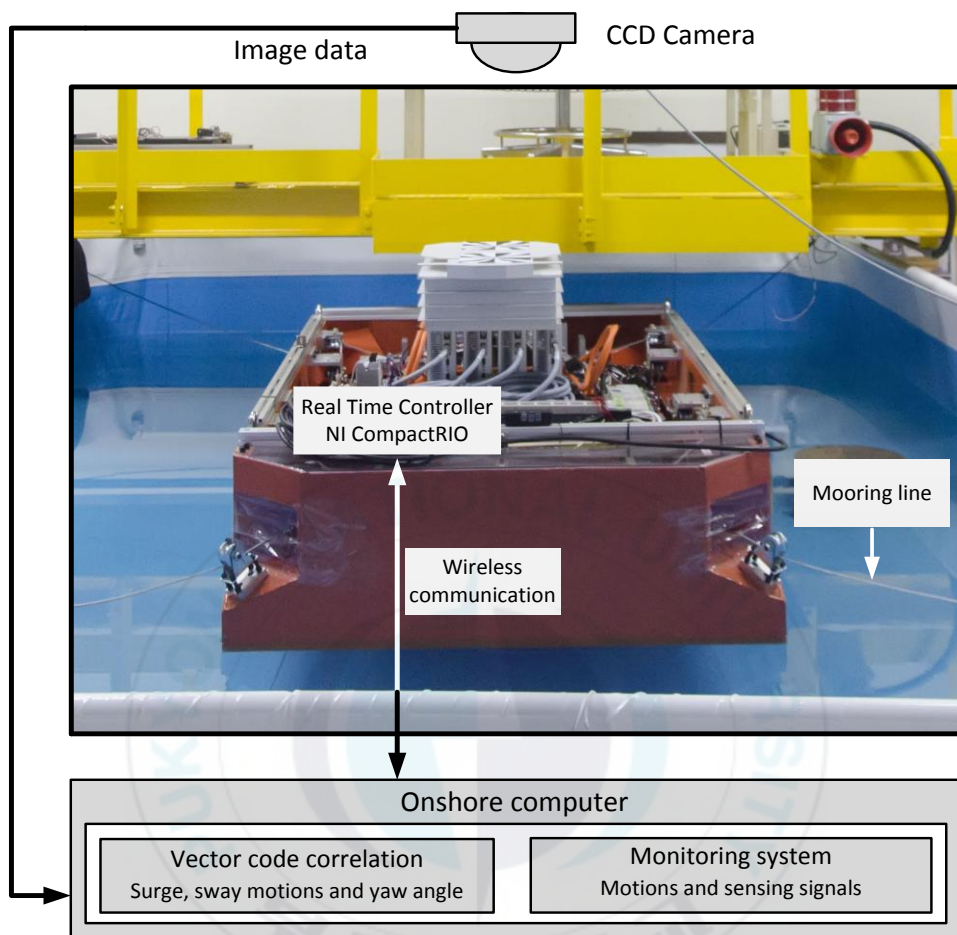 Image data
CCD Camera
Real Time Controller
NI CompactRIO
Mooring line
Wireless
communication
Onshore computer
Vector code correlation
Surge, sway motions and yaw angle
Monitoring system
Motions and sensing signals